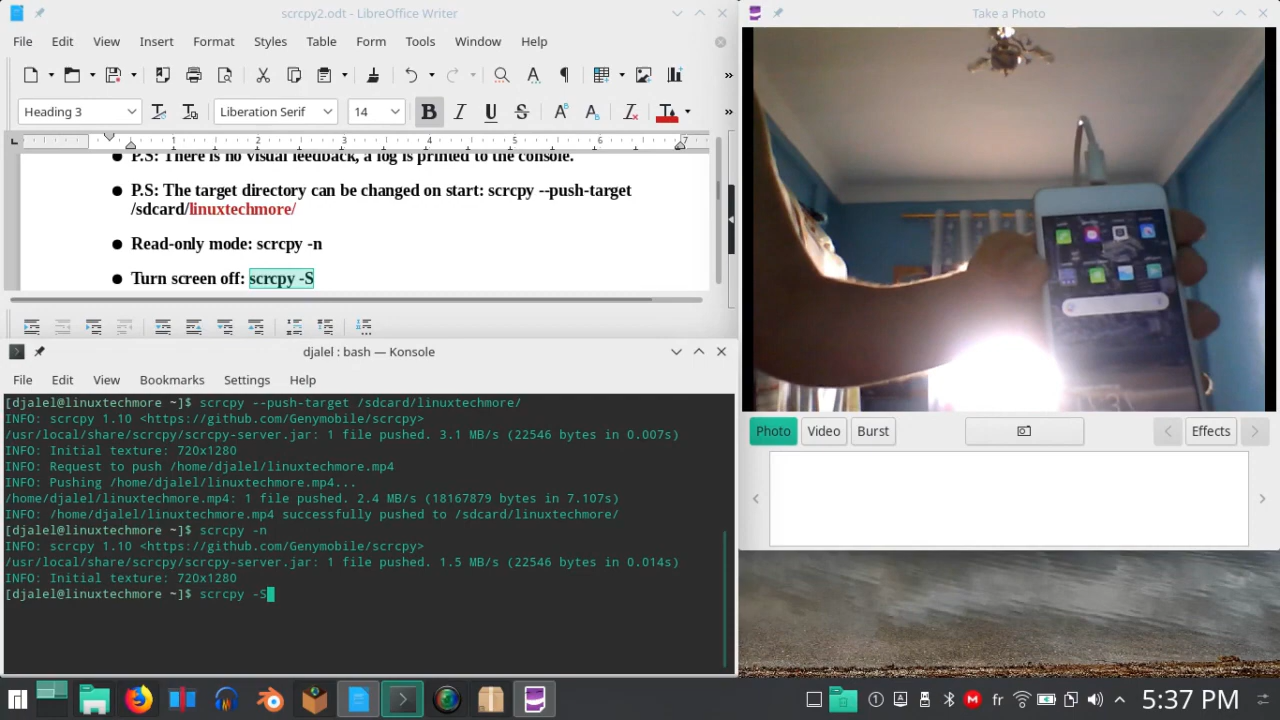 scrcpy2.odt - LibreOffice Writer
File Edit View Insert Format Styles Table Form Tools Window Help
Heading 3 Liberation Serif 14
1 2 3 4 5 6 7
P.S: There is no visual feedback, a log is printed to the console.
P.S: The target directory can be changed on start: scrcpy --push-target
/sdcard/linuxtechmore/
Read-only mode: scrcpy -n
Turn screen off: scrcpy -S
djalel : bash — Konsole
File Edit View Bookmarks Settings Help
[djalel@linuxtechmore ~]$ scrcpy --push-target /sdcard/linuxtechmore/
INFO: scrcpy 1.10 <https://github.com/Genymobile/scrcpy>
/usr/local/share/scrcpy/scrcpy-server.jar: 1 file pushed. 3.1 MB/s (22546 bytes in 0.007s)
INFO: Initial texture: 720x1280
INFO: Request to push /home/djalel/linuxtechmore.mp4
INFO: Pushing /home/djalel/linuxtechmore.mp4...
/home/djalel/linuxtechmore.mp4: 1 file pushed. 2.4 MB/s (18167879 bytes in 7.107s)
INFO: /home/djalel/linuxtechmore.mp4 successfully pushed to /sdcard/linuxtechmore/
[djalel@linuxtechmore ~]$ scrcpy -n
INFO: scrcpy 1.10 <https://github.com/Genymobile/scrcpy>
/usr/local/share/scrcpy/scrcpy-server.jar: 1 file pushed. 1.5 MB/s (22546 bytes in 0.014s)
INFO: Initial texture: 720x1280
[djalel@linuxtechmore ~]$ scrcpy -S
Take a Photo
Photo Video Burst Effects
fr 5:37 PM